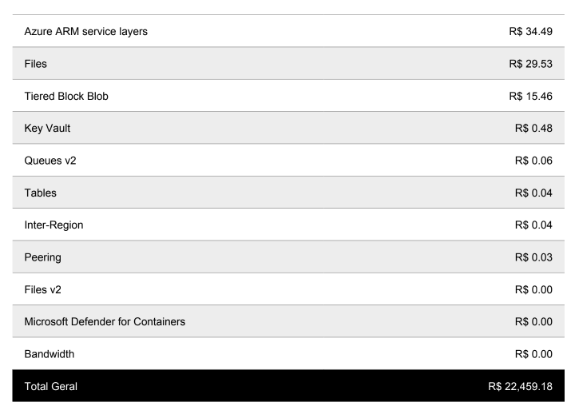 Azure ARM service layers R$ 34.49
Files R$ 29.53
Tiered Block Blob R$ 15.46
Key Vault R$ 0.48
Queues v2 R$ 0.06
Tables R$ 0.04
Inter-Region R$ 0.04
Peering R$ 0.03
Files v2 R$ 0.00
Microsoft Defender for Containers R$ 0.00
Bandwidth R$ 0.00
Total Geral R$ 22,459.18